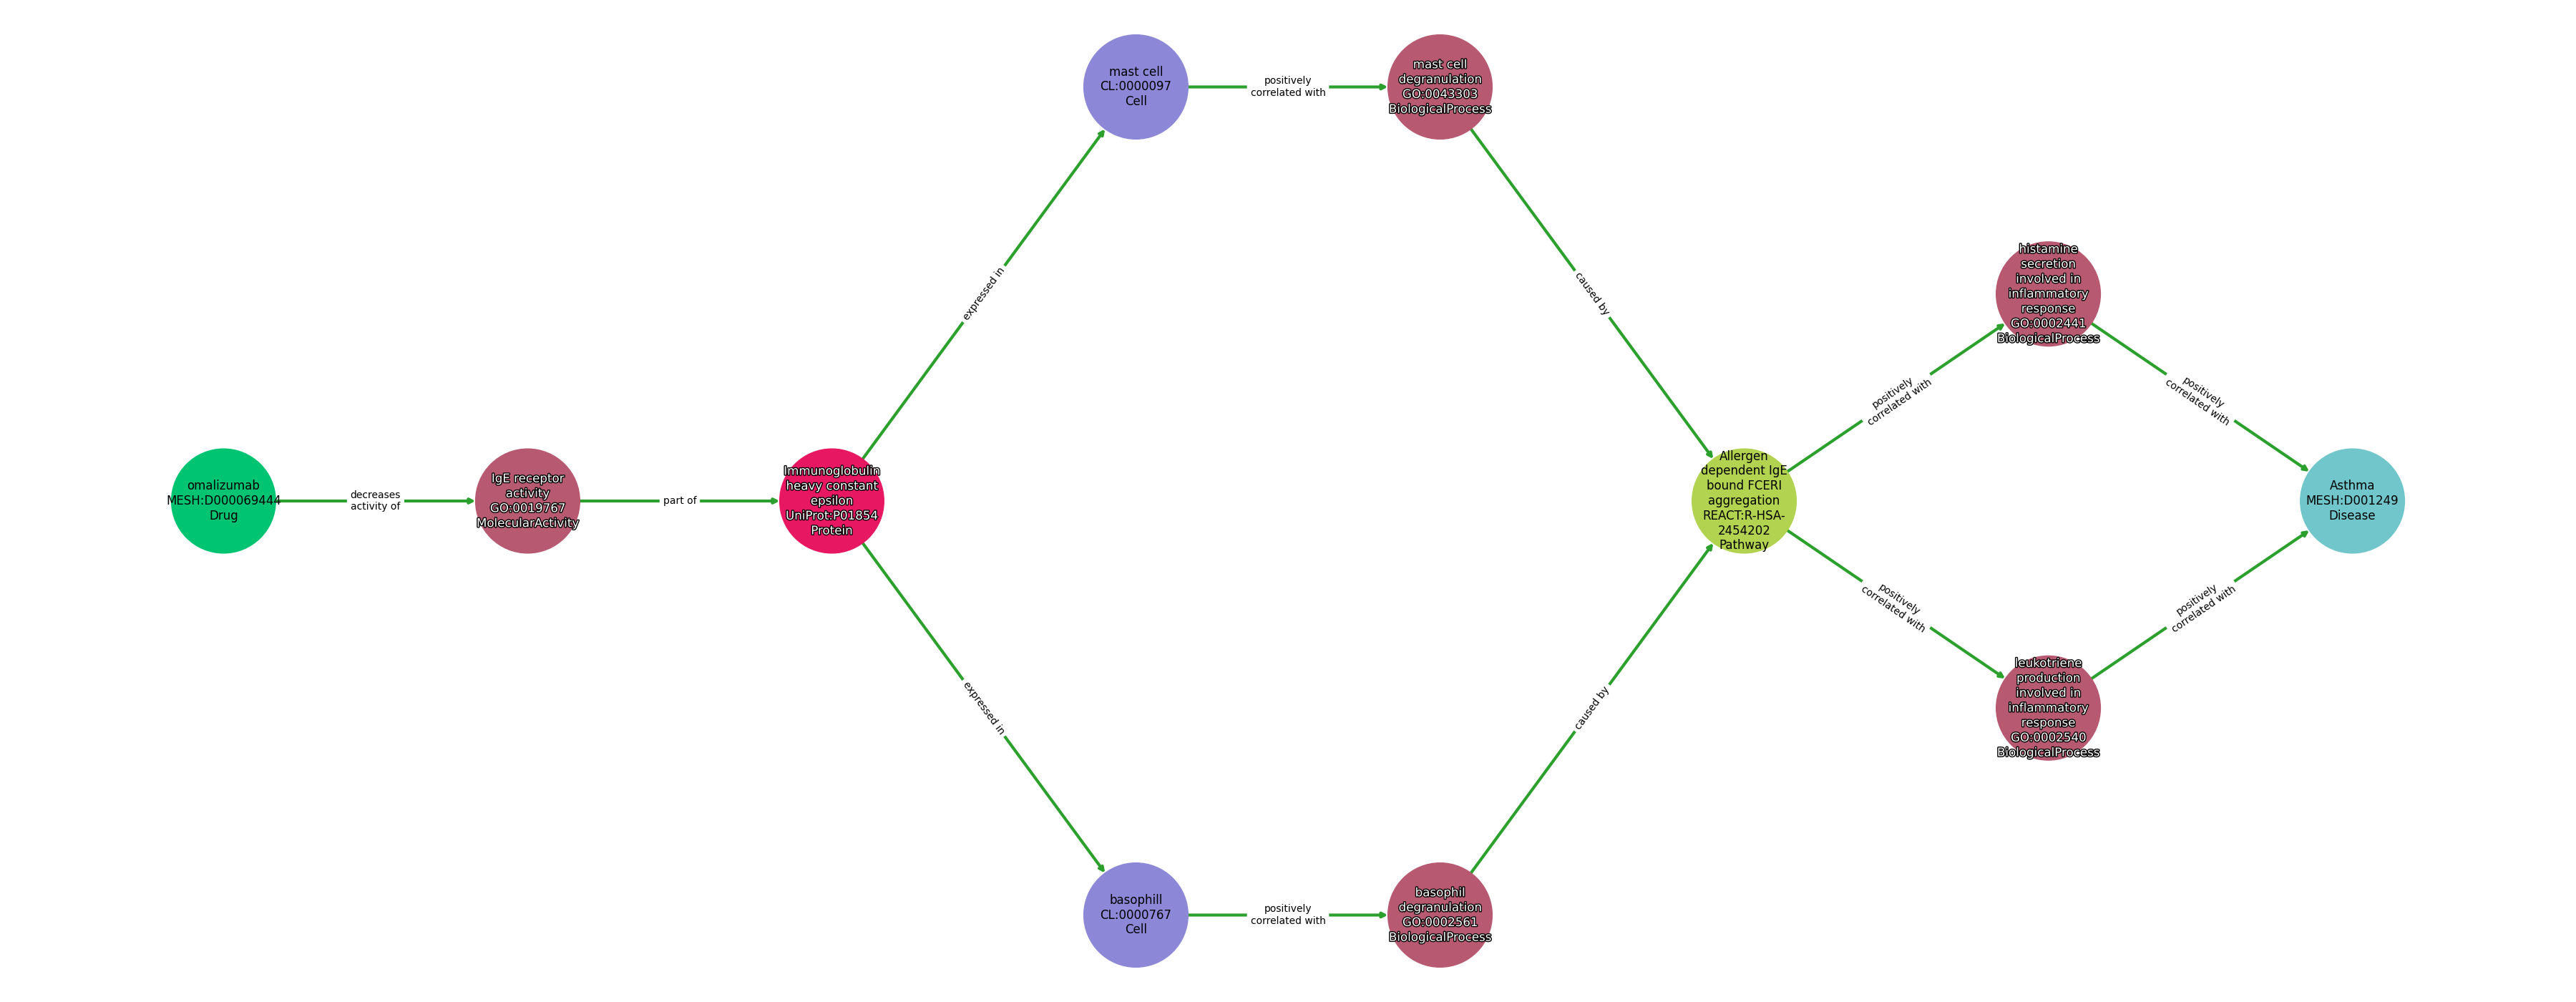 omalizumab
MESH:D000069444
Drug
decreases
activity of
IgE receptor
activity
GO:0019767
MolecularActivity
part of
Immunoglobulin
heavy constant
epsilon
UniProt:P01854
Protein
expressed in
expressed in
mast cell
CL:0000097
Cell
positively
correlated with
mast cell
degranulation
GO:0043303
BiologicalProcess
basophill
CL:0000767
Cell
positively
correlated with
basophil
degranulation
GO:0002561
BiologicalProcess
caused by
caused by
Allergen
dependent IgE
bound FCERI
aggregation
REACT:R-HSA-
2454202
Pathway
positively
correlated with
positively
correlated with
histamine
secretion
involved in
inflammatory
response
GO:0002441
BiologicalProcess
leukotriene
production
involved in
inflammatory
response
GO:0002540
BiologicalProcess
positively
correlated with
positively
correlated with
Asthma
MESH:D001249
Disease